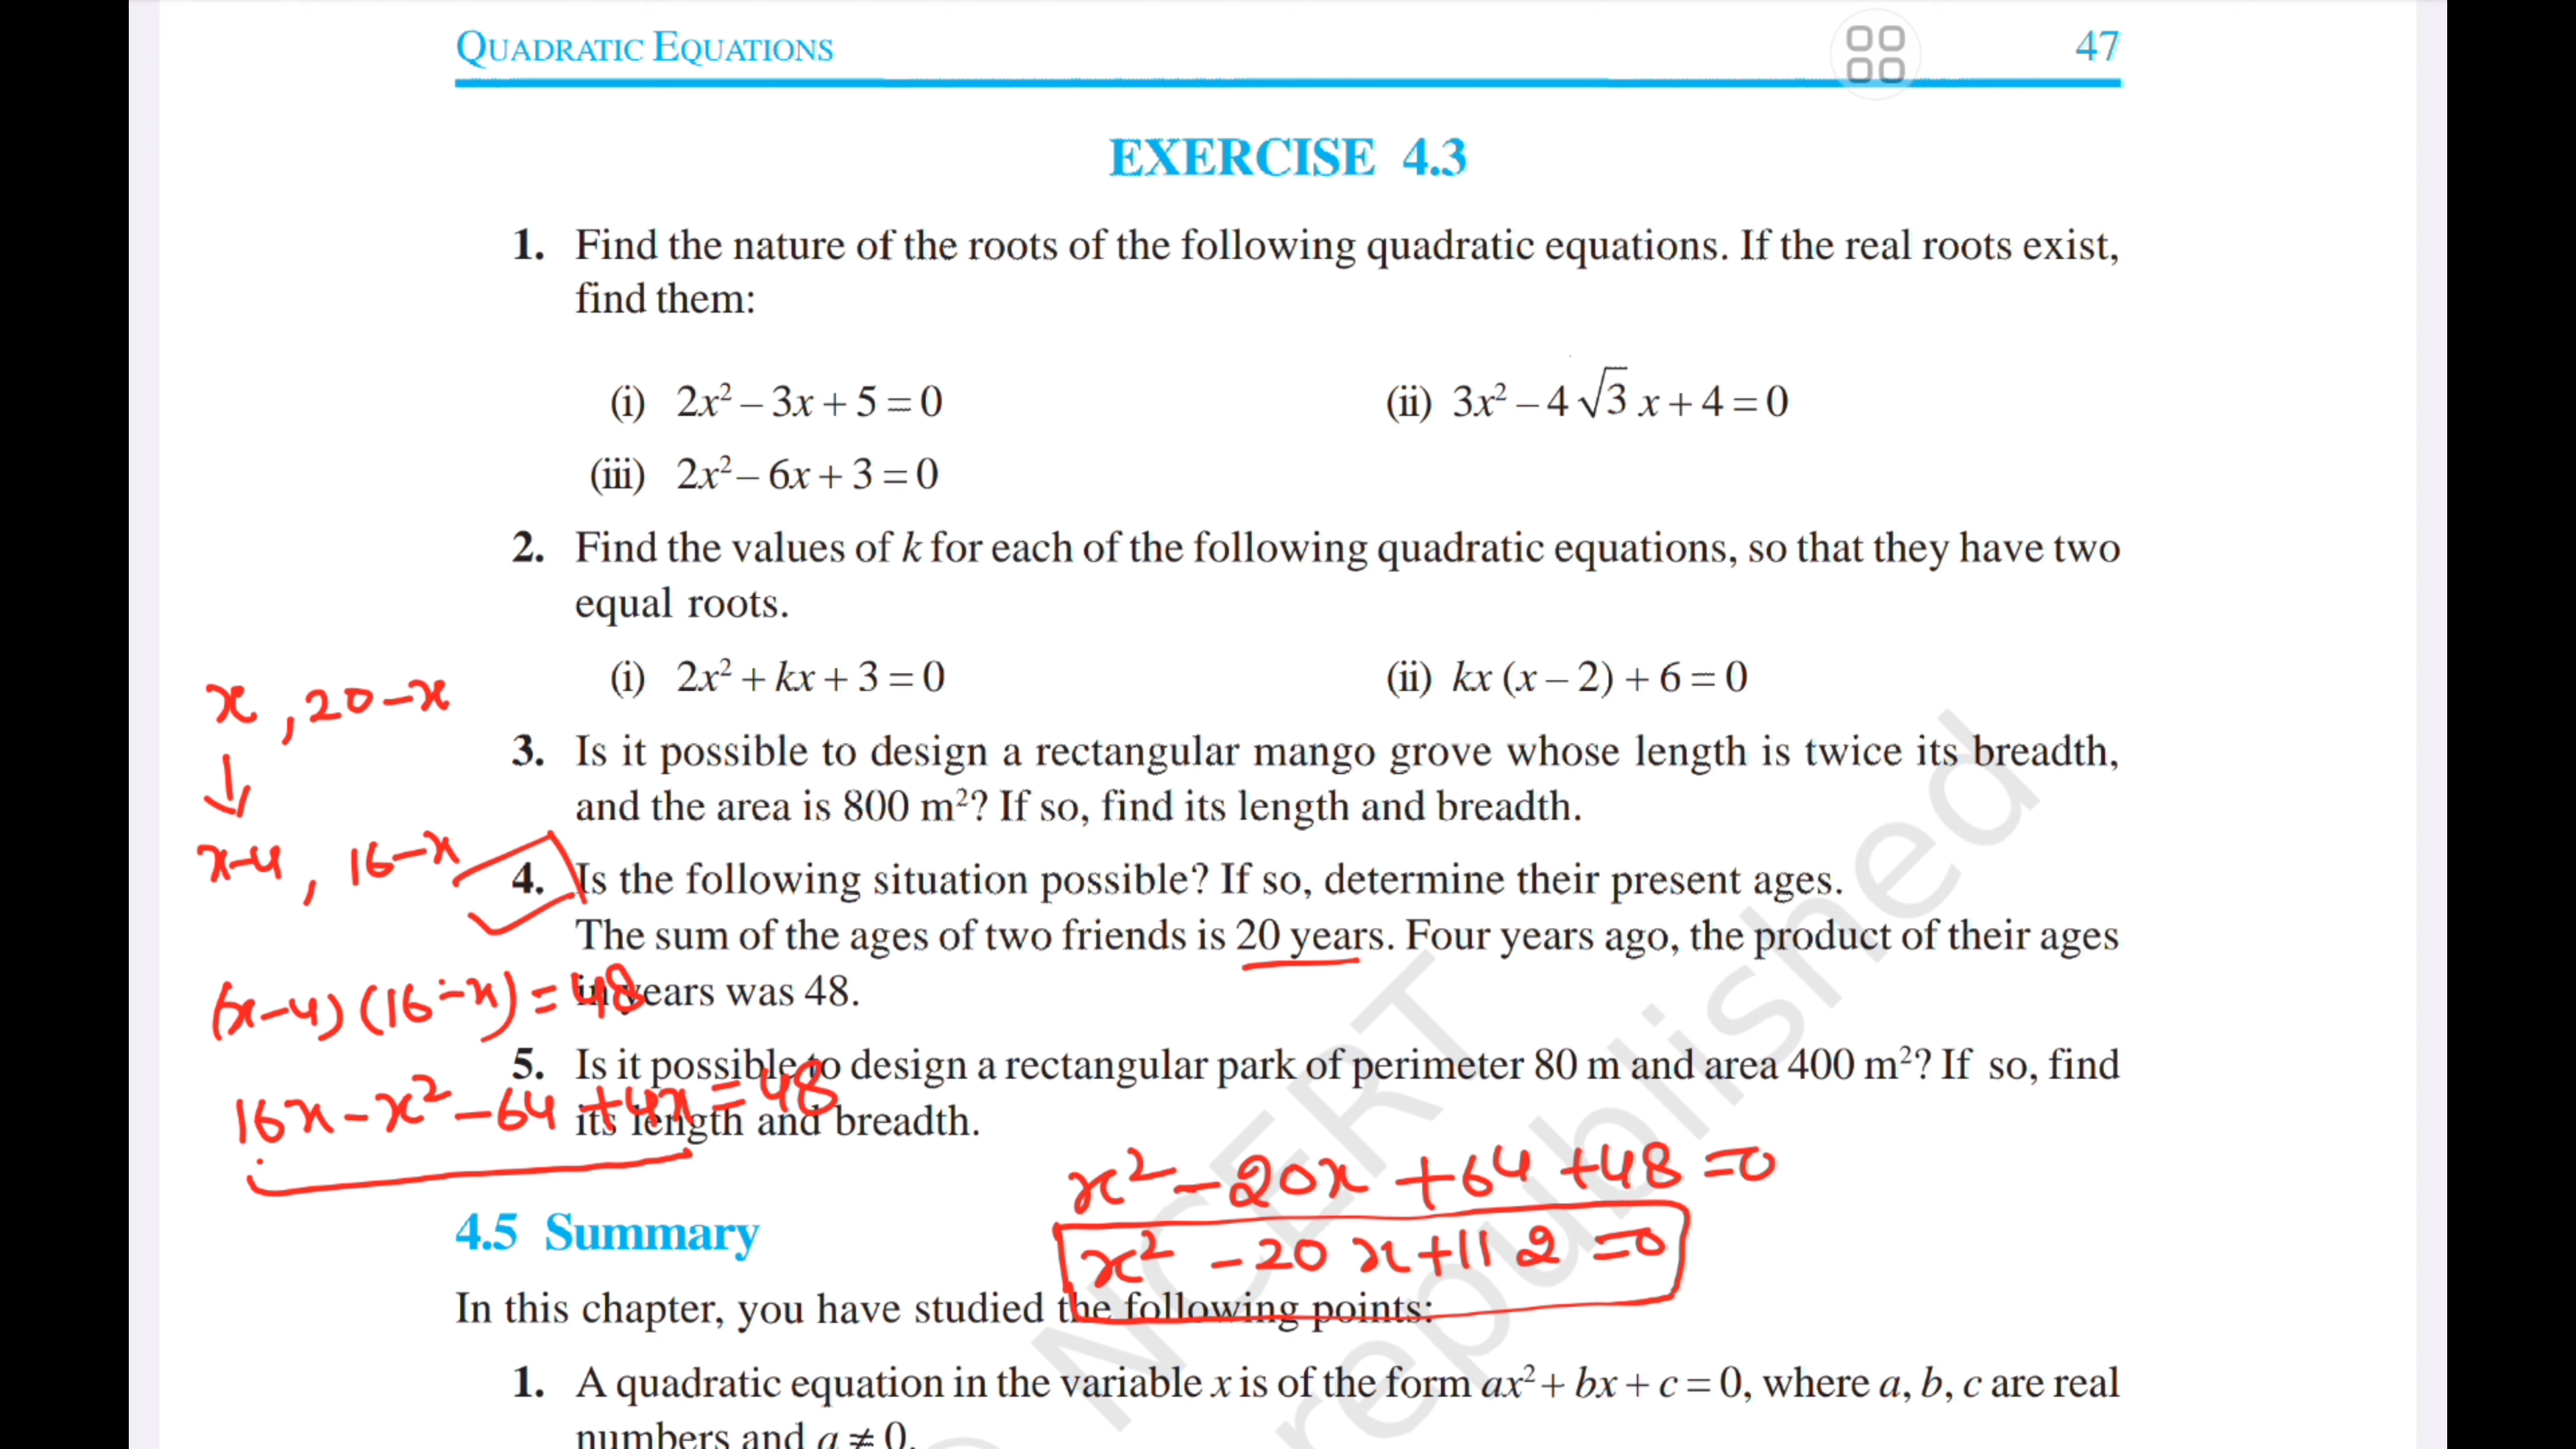 QUADRATIC EQUATIONS 47
EXERCISE 4.3
1. Find the nature of the roots of the following quadratic equations. If the real roots exist,
find them:
(i) 2x² – 3x + 5 = 0 (ii) 3x² – 4√3 x + 4 = 0
(iii) 2x² – 6x + 3 = 0
2. Find the values of k for each of the following quadratic equations, so that they have two
equal roots.
(i) 2x² + kx + 3 = 0 (ii) kx (x – 2) + 6 = 0
x , 20-x
3. Is it possible to design a rectangular mango grove whose length is twice its breadth,
and the area is 800 m²? If so, find its length and breadth.
↓
x-4 , 16-x
4. Is the following situation possible? If so, determine their present ages.
The sum of the ages of two friends is 20 years. Four years ago, the product of their ages
in years was 48.
(x-4) (16-x) = 48
5. Is it possible to design a rectangular park of perimeter 80 m and area 400 m²? If so, find
its length and breadth.
16x - x² - 64 + 4x = 48
x² - 20x + 64 + 48 = 0
x² - 20x + 112 = 0
4.5 Summary
In this chapter, you have studied the following points:
1. A quadratic equation in the variable x is of the form ax² + bx + c = 0, where a, b, c are real
numbers and a ≠ 0.
© NCERT
republished